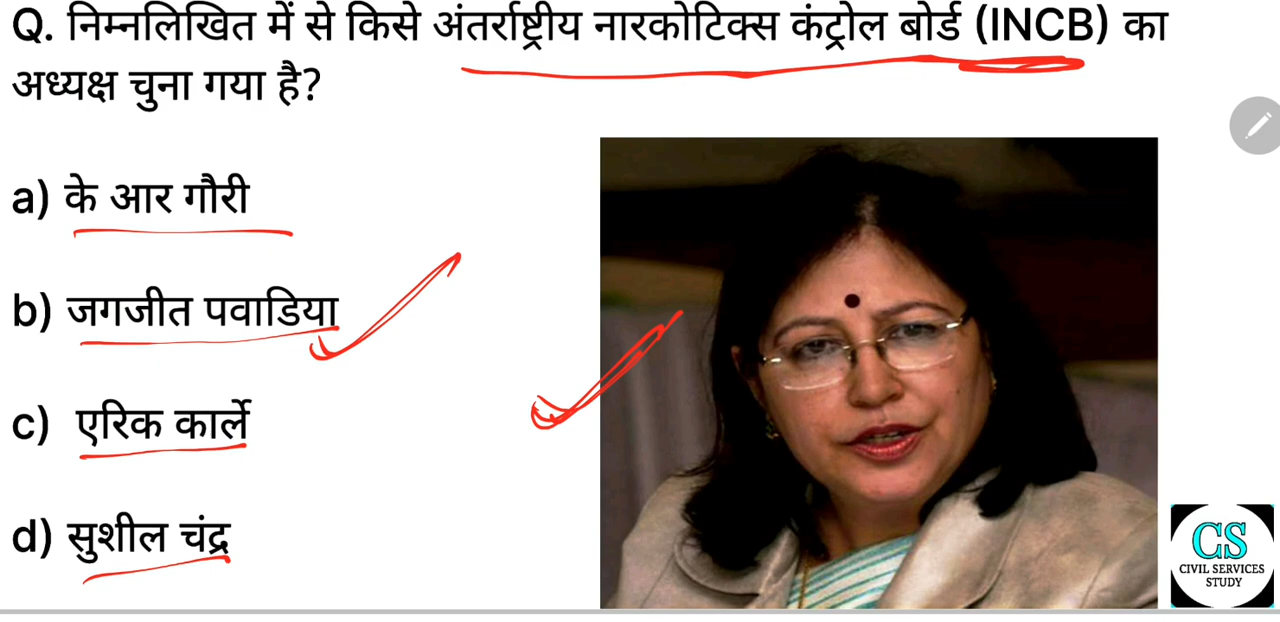 Q. निम्नलिखित में से किसे अंतर्राष्ट्रीय नारकोटिक्स कंट्रोल बोर्ड (INCB) का
अध्यक्ष चुना गया है?
a) के आर गौरी
b) जगजीत पवाडिया
c) एरिक कार्ले
d) सुशील चंद्र
CS
CIVIL SERVICES
STUDY